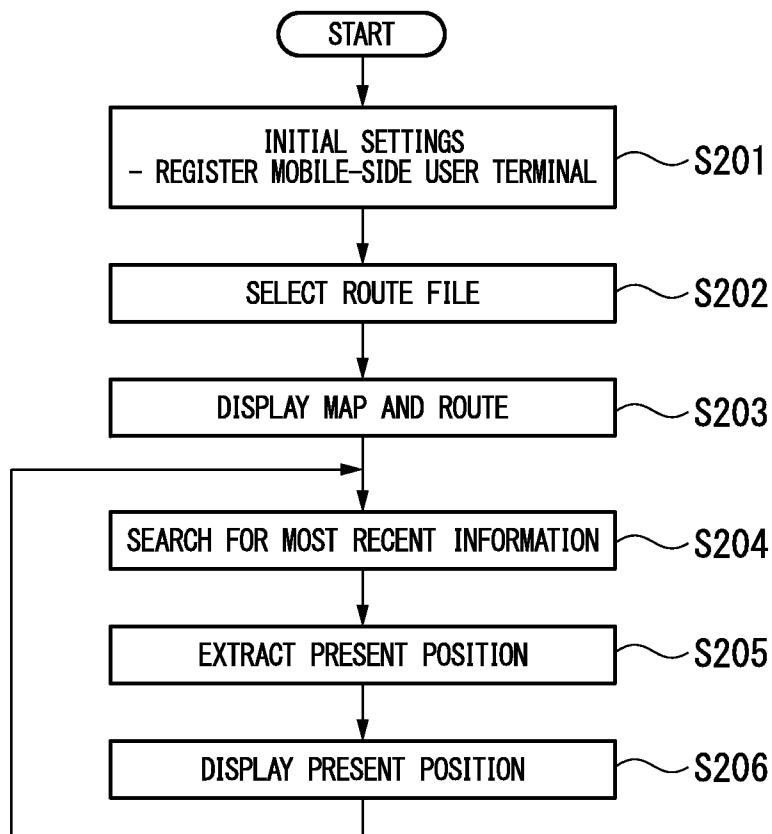 START
INITIAL SETTINGS
- REGISTER MOBILE-SIDE USER TERMINAL
S201
SELECT ROUTE FILE
S202
DISPLAY MAP AND ROUTE
S203
SEARCH FOR MOST RECENT INFORMATION
S204
EXTRACT PRESENT POSITION
S205
DISPLAY PRESENT POSITION
S206